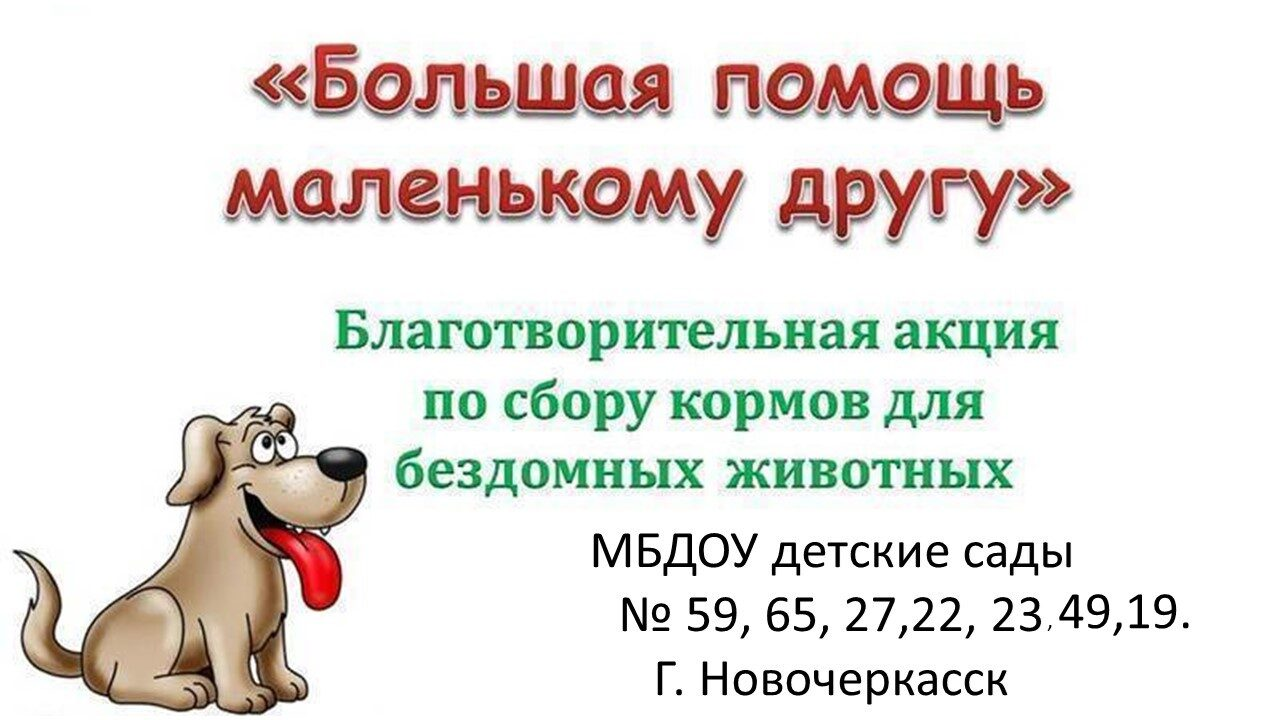 «Большая помощь
маленькому другу»
Благотворительная акция
по сбору кормов для
бездомных животных
МБДОУ детские сады
№ 59, 65, 27,22, 23,49,19.
Г. Новочеркасск